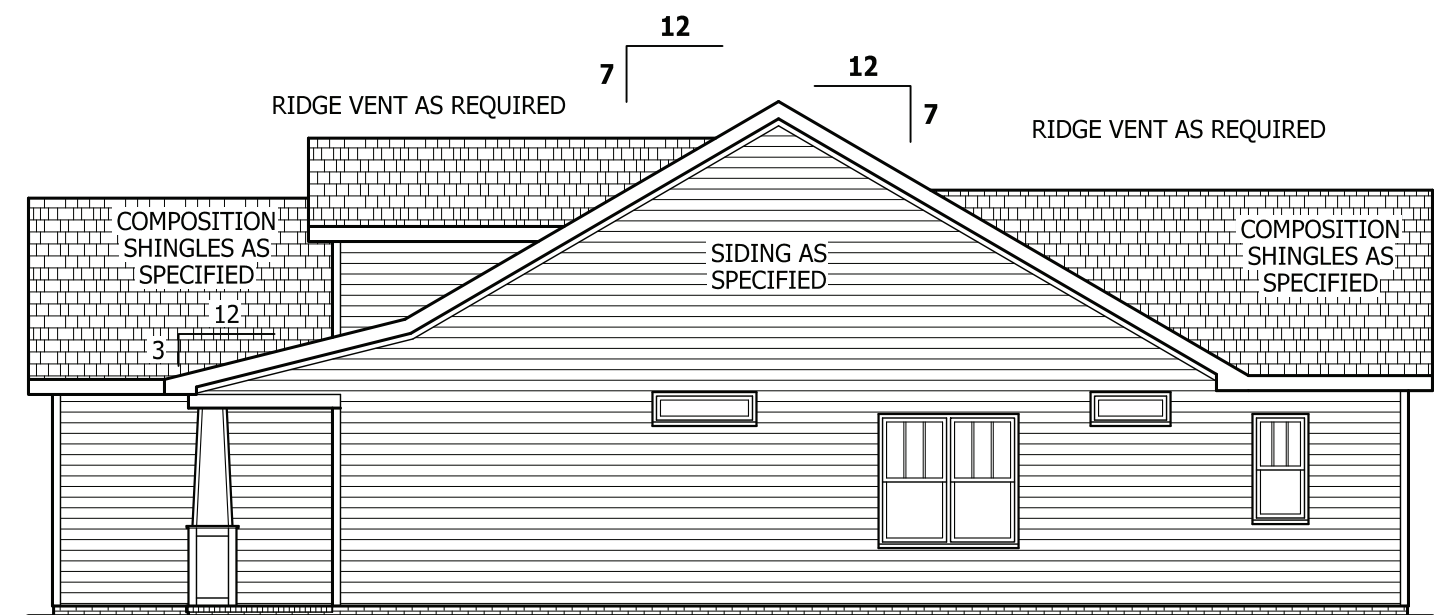 12
7
12
7
RIDGE VENT AS REQUIRED
RIDGE VENT AS REQUIRED
COMPOSITION
SHINGLES AS
SPECIFIED
SIDING AS
SPECIFIED
COMPOSITION
SHINGLES AS
SPECIFIED
12
3